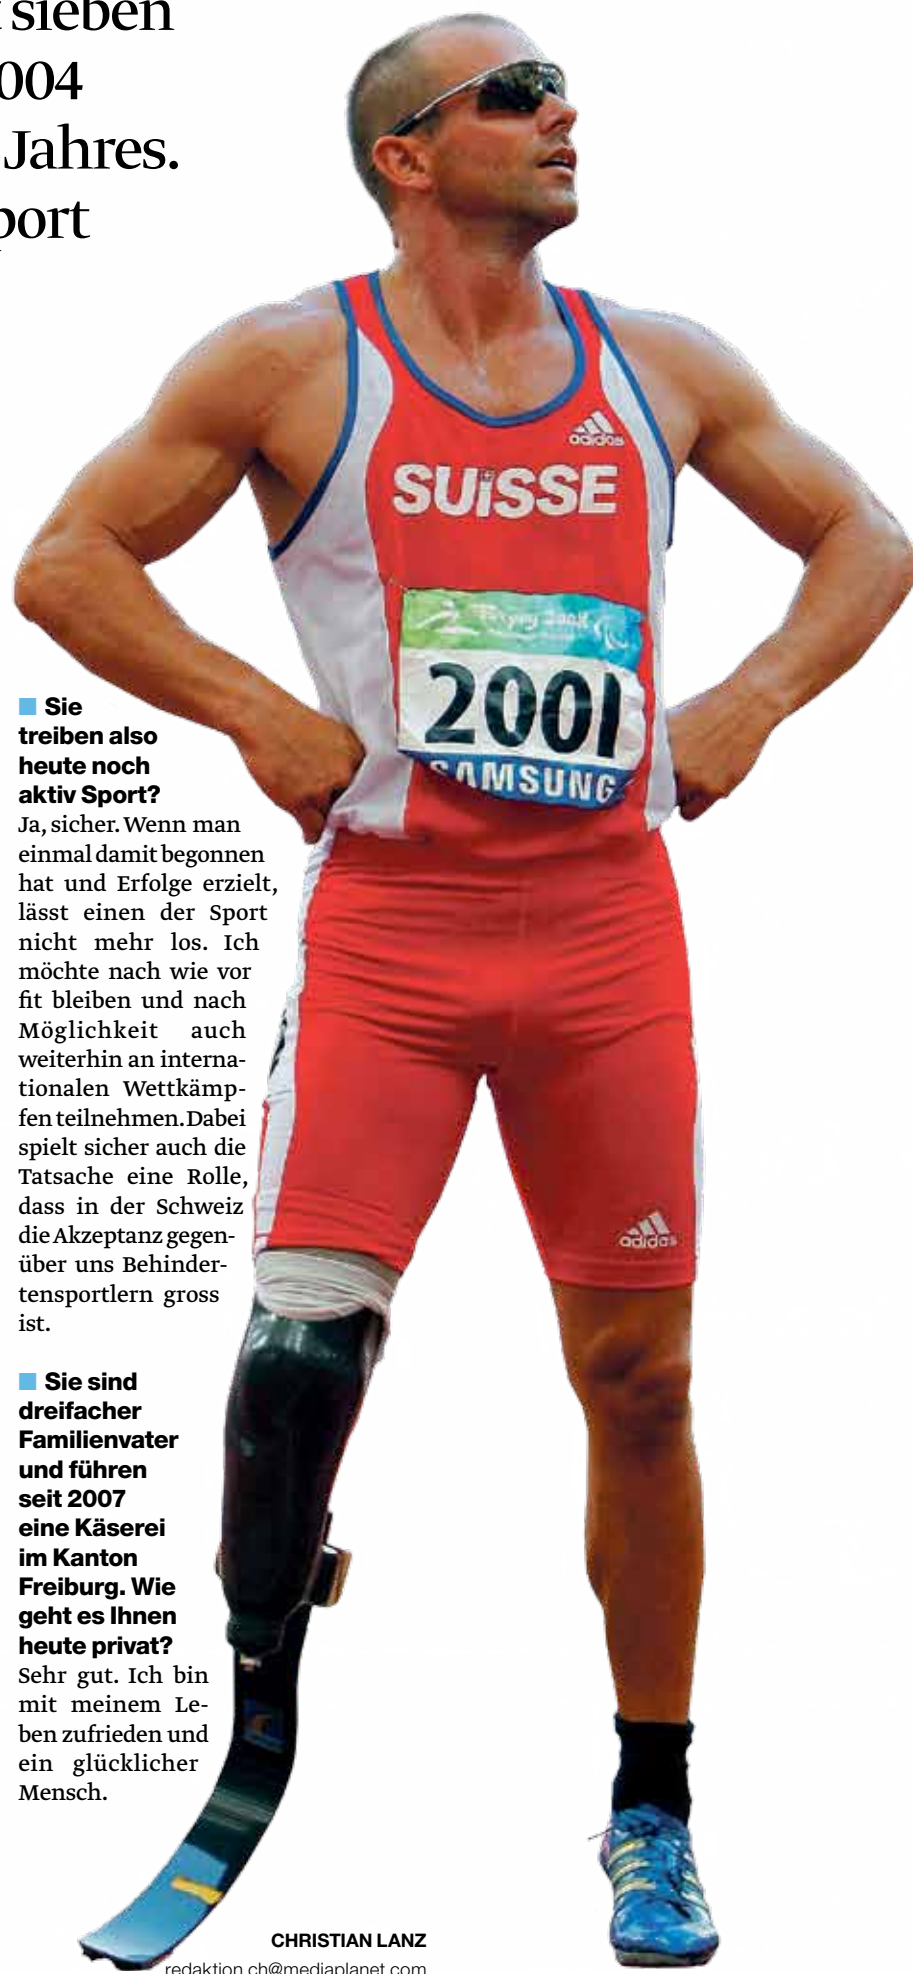 sieben
004
Jahres.
port
adidas
SUiSSE
Beijing 2008
2001
SAMSUNG
Sie
treiben also
heute noch
aktiv Sport?
Ja, sicher. Wenn man
einmal damit begonnen
hat und Erfolge erzielt,
lässt einen der Sport
nicht mehr los. Ich
möchte nach wie vor
fit bleiben und nach
Möglichkeit auch
weiterhin an interna-
tionalen Wettkämp-
fen teilnehmen. Dabei
spielt sicher auch die
Tatsache eine Rolle,
dass in der Schweiz
die Akzeptanz gegen-
über uns Behinder-
tensportlern gross
ist.
adidas
Sie sind
dreifacher
Familienvater
und führen
seit 2007
eine Käserei
im Kanton
Freiburg. Wie
geht es Ihnen
heute privat?
Sehr gut. Ich bin
mit meinem Le-
ben zufrieden und
ein glücklicher
Mensch.
CHRISTIAN LANZ
redaktion.ch@mediaplanet.com